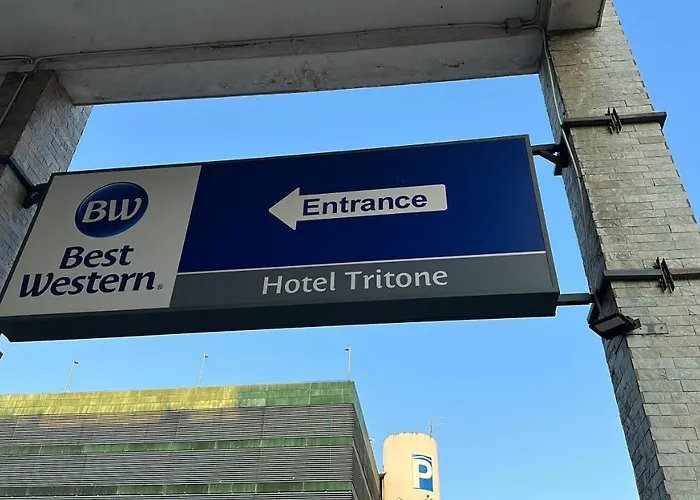 BW
Best
Western®
Entrance
Hotel Tritone
P